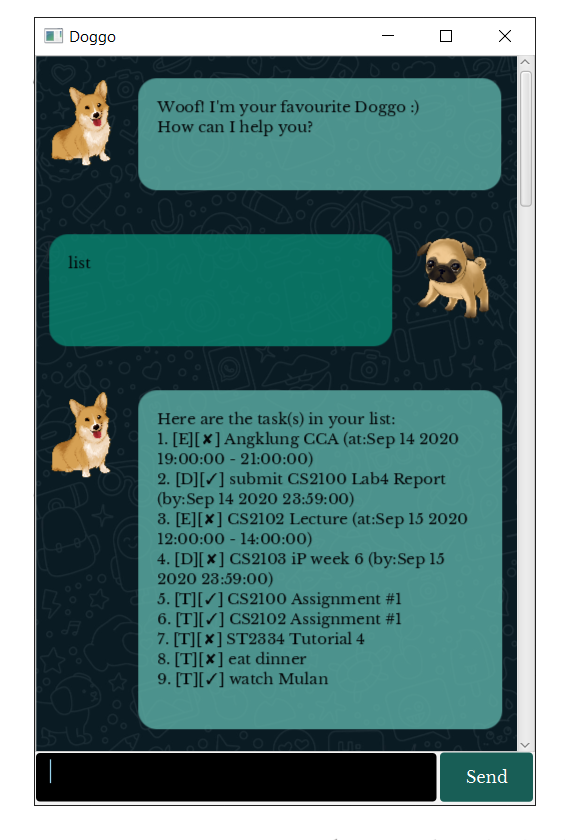 Doggo
Woof! I'm your favourite Doggo :)
How can I help you?
list
Here are the task(s) in your list:
1. [E][✘] Angklung CCA (at:Sep 14 2020
19:00:00 - 21:00:00)
2. [D][✓] submit CS2100 Lab4 Report
(by:Sep 14 2020 23:59:00)
3. [E][✘] CS2102 Lecture (at:Sep 15 2020
12:00:00 - 14:00:00)
4. [D][✘] CS2103 iP week 6 (by:Sep 15
2020 23:59:00)
5. [T][✓] CS2100 Assignment #1
6. [T][✓] CS2102 Assignment #1
7. [T][✘] ST2334 Tutorial 4
8. [T][✘] eat dinner
9. [T][✓] watch Mulan
Send